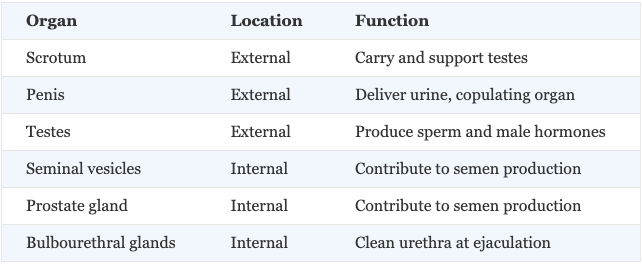 Organ Location Function
Scrotum External Carry and support testes
Penis External Deliver urine, copulating organ
Testes External Produce sperm and male hormones
Seminal vesicles Internal Contribute to semen production
Prostate gland Internal Contribute to semen production
Bulbourethral glands Internal Clean urethra at ejaculation